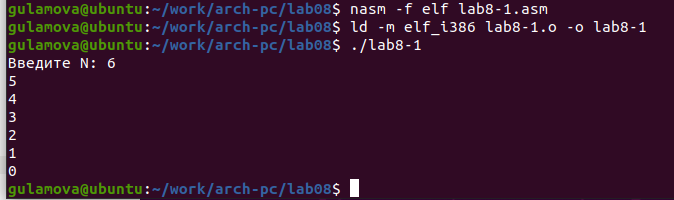 gulamova@ubuntu:~/work/arch-pc/lab08$ nasm -f elf lab8-1.asm
gulamova@ubuntu:~/work/arch-pc/lab08$ ld -m elf_i386 lab8-1.o -o lab8-1
gulamova@ubuntu:~/work/arch-pc/lab08$ ./lab8-1
Введите N: 6
5
4
3
2
1
0
gulamova@ubuntu:~/work/arch-pc/lab08$